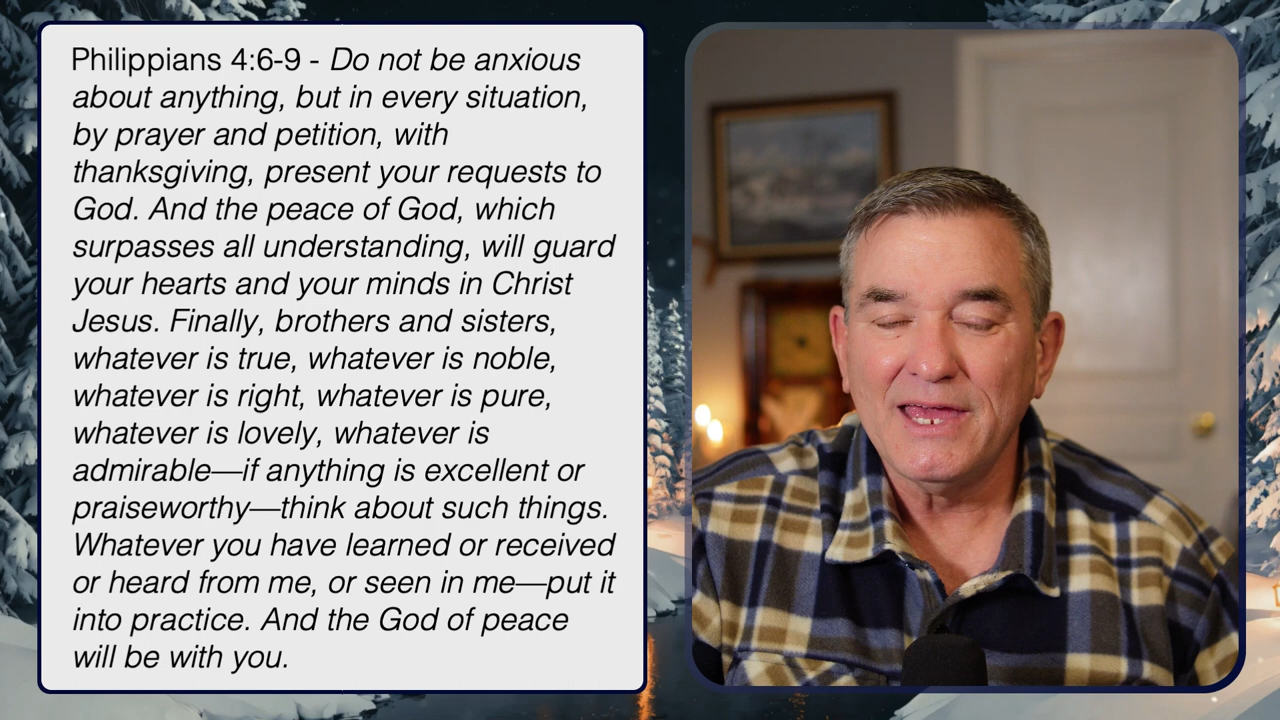 Philippians 4:6-9 - Do not be anxious
about anything, but in every situation,
by prayer and petition, with
thanksgiving, present your requests to
God. And the peace of God, which
surpasses all understanding, will guard
your hearts and your minds in Christ
Jesus. Finally, brothers and sisters,
whatever is true, whatever is noble,
whatever is right, whatever is pure,
whatever is lovely, whatever is
admirable—if anything is excellent or
praiseworthy—think about such things.
Whatever you have learned or received
or heard from me, or seen in me—put it
into practice. And the God of peace
will be with you.